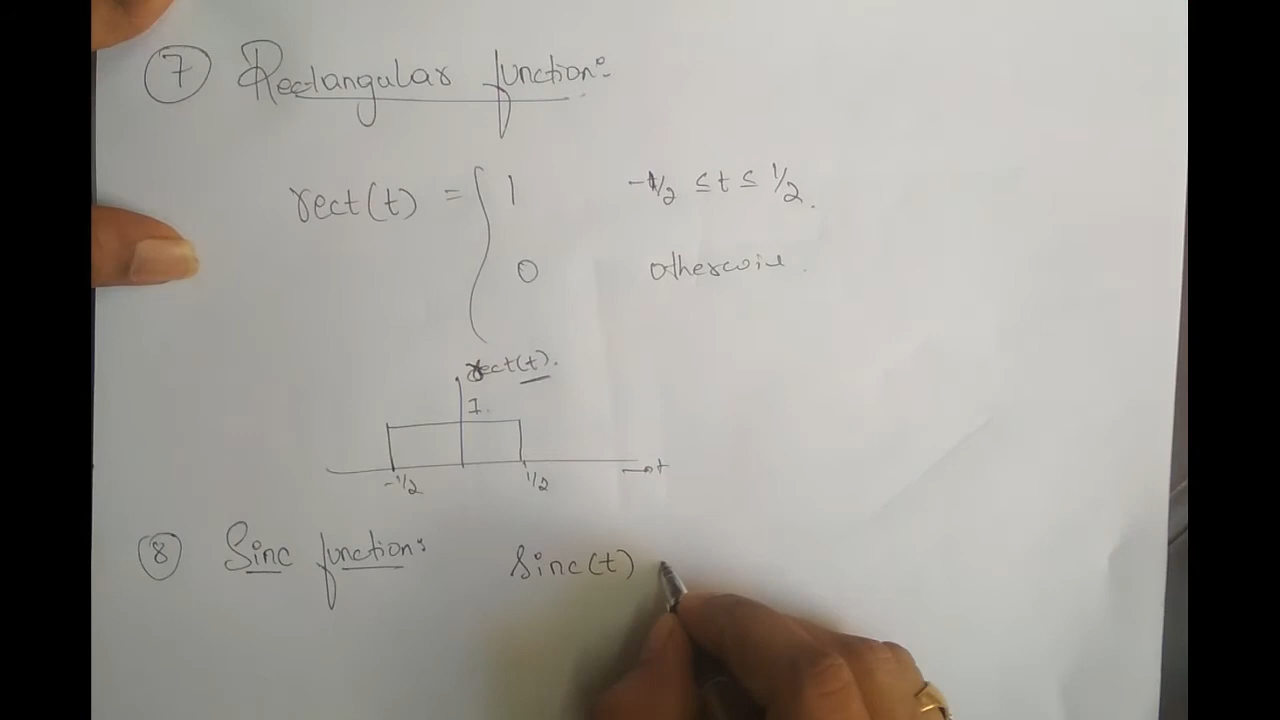 7 Rectangular function:-
rect(t) = { 1 -1/2 ≤ t ≤ 1/2.
0 otherwise.
rect(t).
1.
-1/2 1/2 →t
8 Sinc function: Sinc(t)